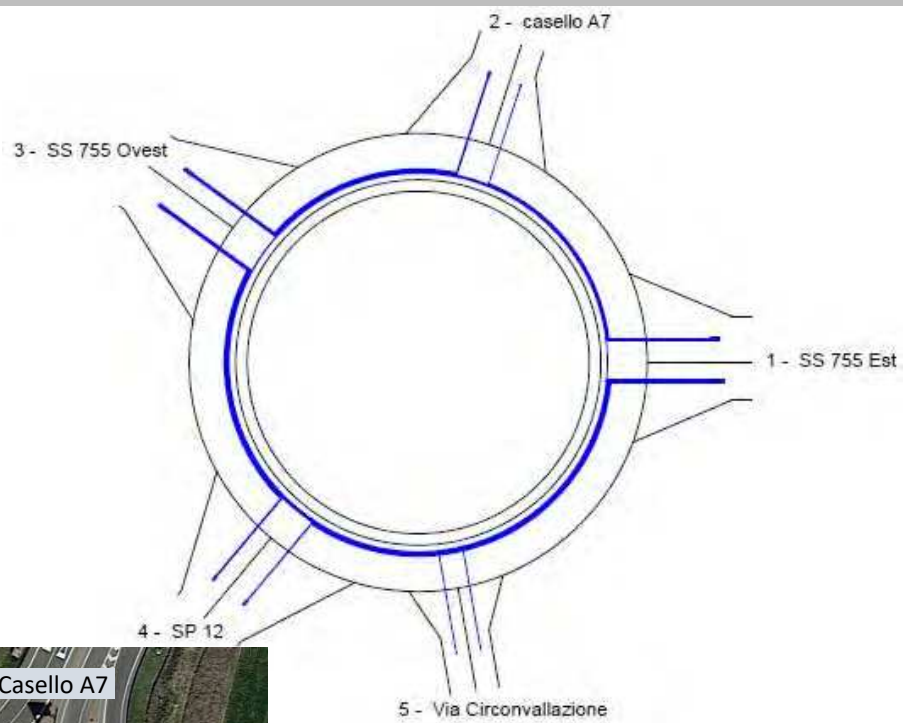 2 - casello A7
3 - SS 755 Ovest
1 - SS 755 Est
4 - SP 12
Casello A7
5 - Via Circonvallazione